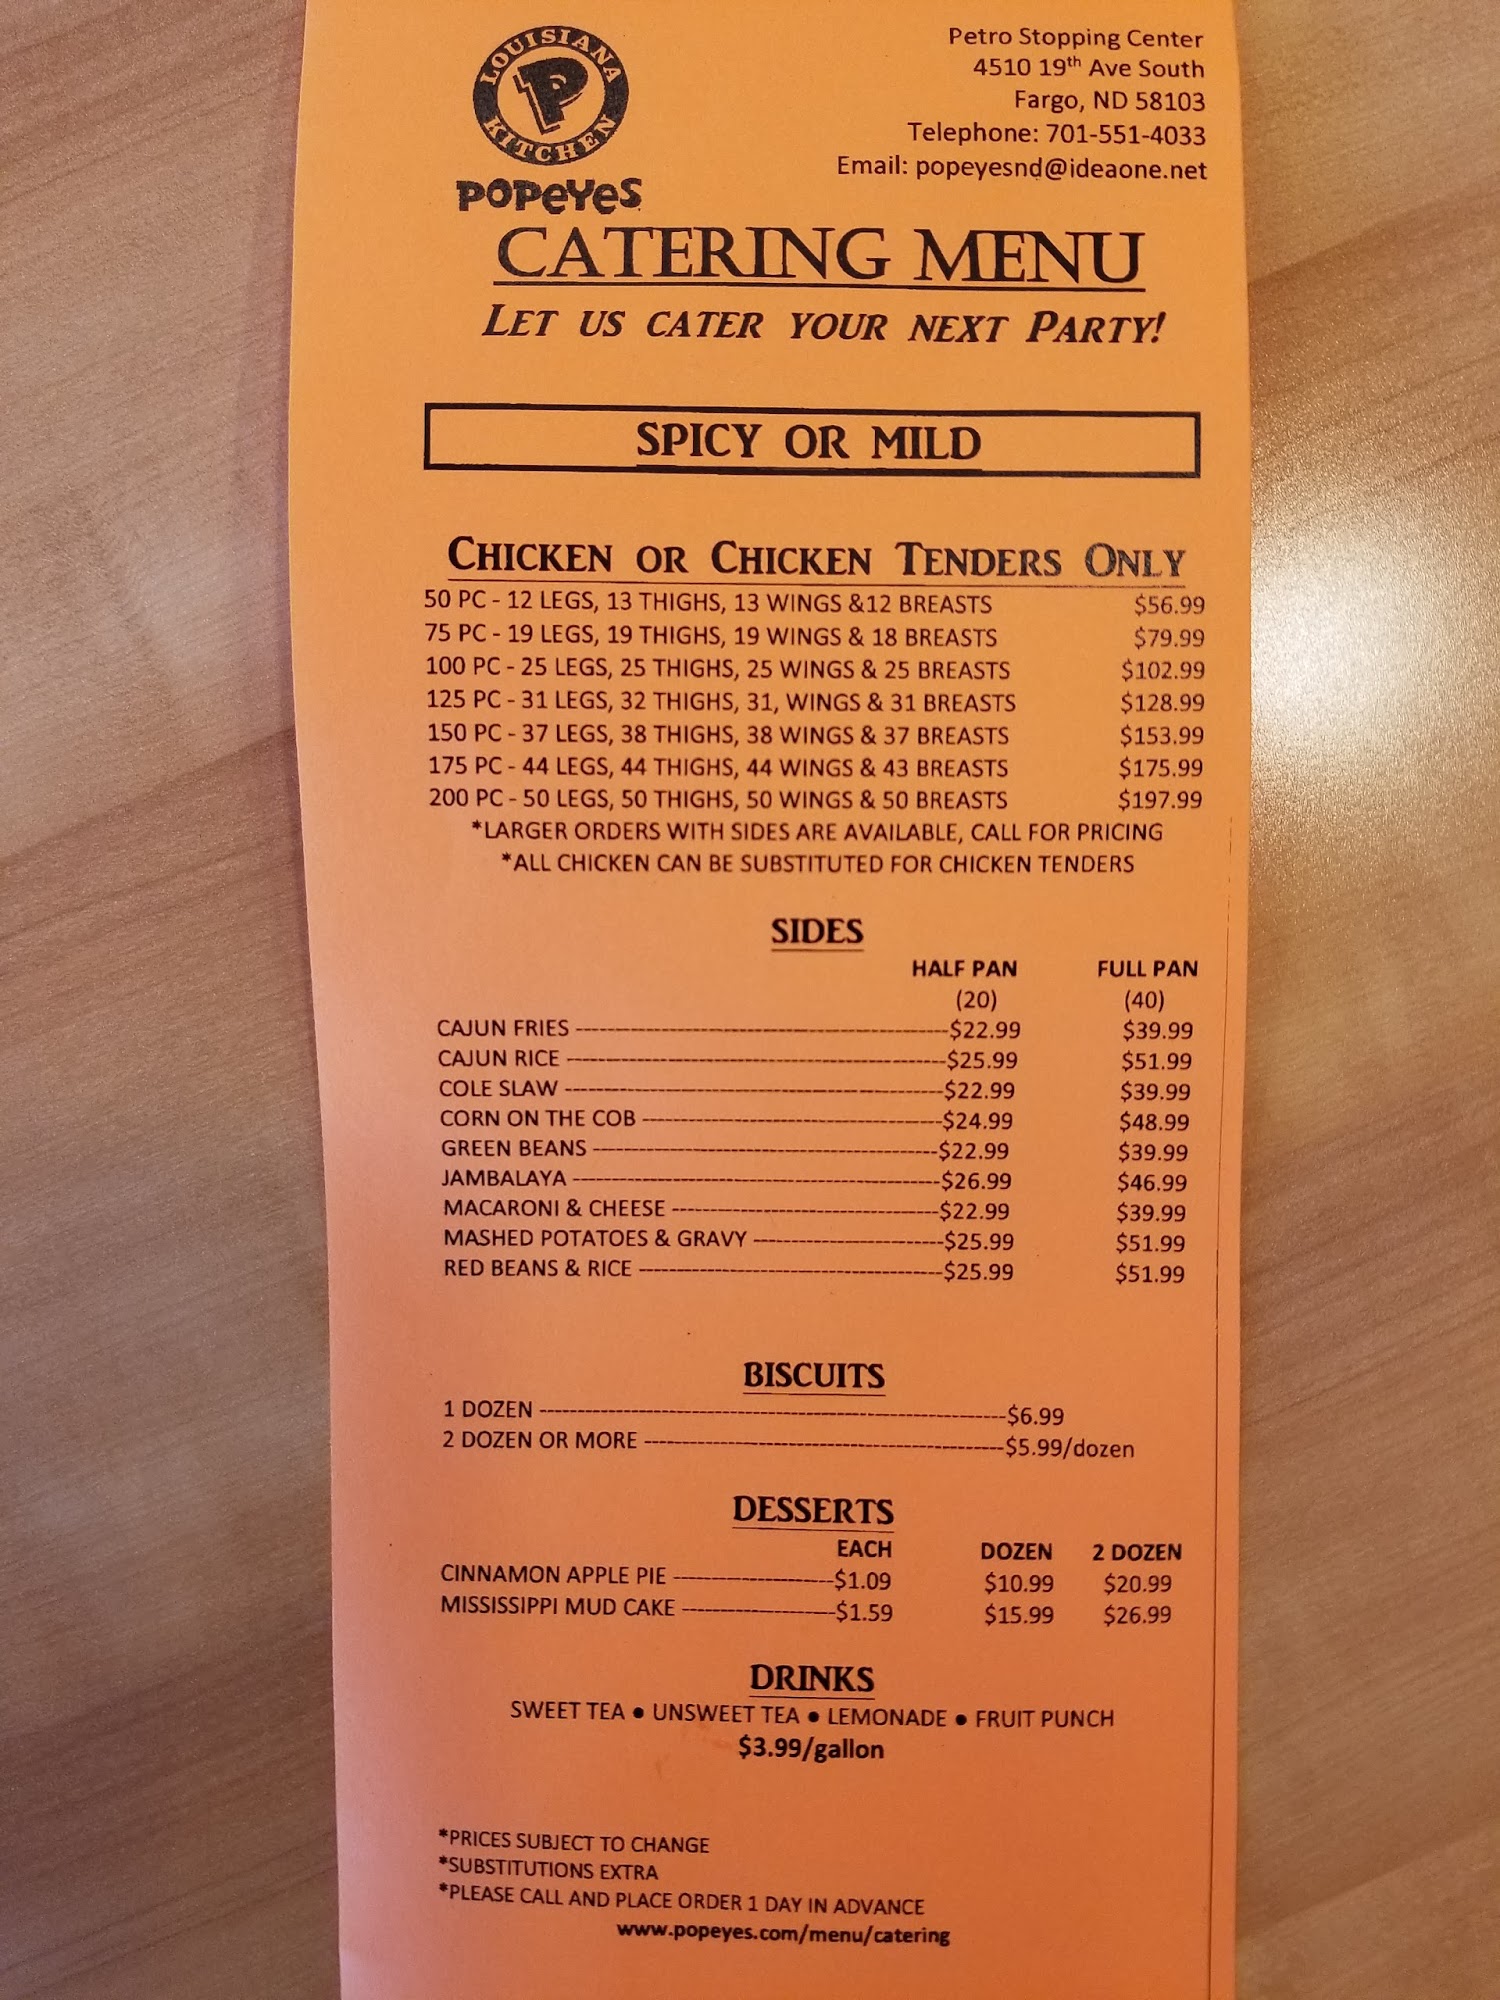 LOUISIANA KITCHEN
POPEYES
Petro Stopping Center
4510 19th Ave South
Fargo, ND 58103
Telephone: 701-551-4033
Email: popeyesnd@ideaone.net
CATERING MENU
LET US CATER YOUR NEXT PARTY!
SPICY OR MILD
CHICKEN OR CHICKEN TENDERS ONLY
50 PC - 12 LEGS, 13 THIGHS, 13 WINGS &12 BREASTS $56.99
75 PC - 19 LEGS, 19 THIGHS, 19 WINGS & 18 BREASTS $79.99
100 PC - 25 LEGS, 25 THIGHS, 25 WINGS & 25 BREASTS $102.99
125 PC - 31 LEGS, 32 THIGHS, 31, WINGS & 31 BREASTS $128.99
150 PC - 37 LEGS, 38 THIGHS, 38 WINGS & 37 BREASTS $153.99
175 PC - 44 LEGS, 44 THIGHS, 44 WINGS & 43 BREASTS $175.99
200 PC - 50 LEGS, 50 THIGHS, 50 WINGS & 50 BREASTS $197.99
*LARGER ORDERS WITH SIDES ARE AVAILABLE, CALL FOR PRICING
*ALL CHICKEN CAN BE SUBSTITUTED FOR CHICKEN TENDERS
SIDES
HALF PAN FULL PAN
(20) (40)
CAJUN FRIES $22.99 $39.99
CAJUN RICE $25.99 $51.99
COLE SLAW $22.99 $39.99
CORN ON THE COB $24.99 $48.99
GREEN BEANS $22.99 $39.99
JAMBALAYA $26.99 $46.99
MACARONI & CHEESE $22.99 $39.99
MASHED POTATOES & GRAVY $25.99 $51.99
RED BEANS & RICE $25.99 $51.99
BISCUITS
1 DOZEN $6.99
2 DOZEN OR MORE $5.99/dozen
DESSERTS
EACH DOZEN 2 DOZEN
CINNAMON APPLE PIE $1.09 $10.99 $20.99
MISSISSIPPI MUD CAKE $1.59 $15.99 $26.99
DRINKS
SWEET TEA ● UNSWEET TEA ● LEMONADE ● FRUIT PUNCH
$3.99/gallon
*PRICES SUBJECT TO CHANGE
*SUBSTITUTIONS EXTRA
*PLEASE CALL AND PLACE ORDER 1 DAY IN ADVANCE
www.popeyes.com/menu/catering